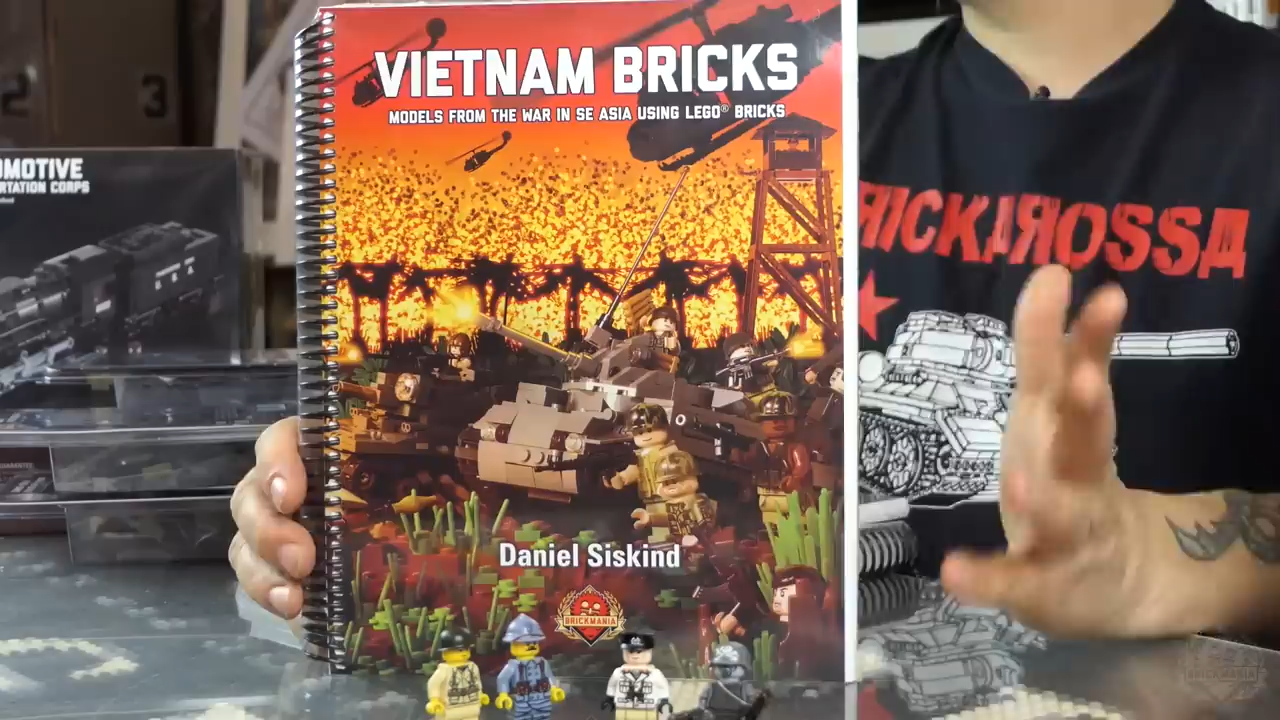 VIETNAM BRICKS
MODELS FROM THE WAR IN SE ASIA USING LEGO® BRICKS
Daniel Siskind
BRICKMANIA
OMOTIVE
RTATION CORPS
2
3
RICKAROSSA
BRICKMANIA